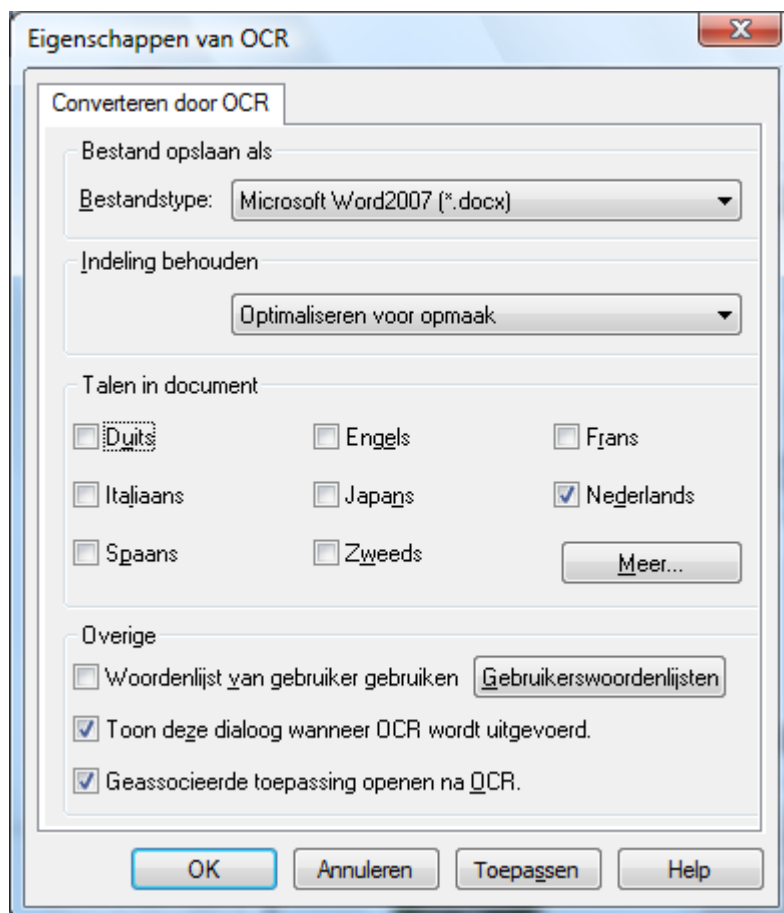 Eigenschappen van OCR
Converteren door OCR
Bestand opslaan als
Bestandstype: Microsoft Word2007 (*.docx)
Indeling behouden
Optimaliseren voor opmaak
Talen in document
Duits Engels Frans
Italiaans Japans Nederlands
Spaans Zweeds Meer...
Overige
Woordenlijst van gebruiker gebruiken Gebruikerswoordenlijsten
Toon deze dialoog wanneer OCR wordt uitgevoerd.
Geassocieerde toepassing openen na OCR.
OK Annuleren Toepassen Help